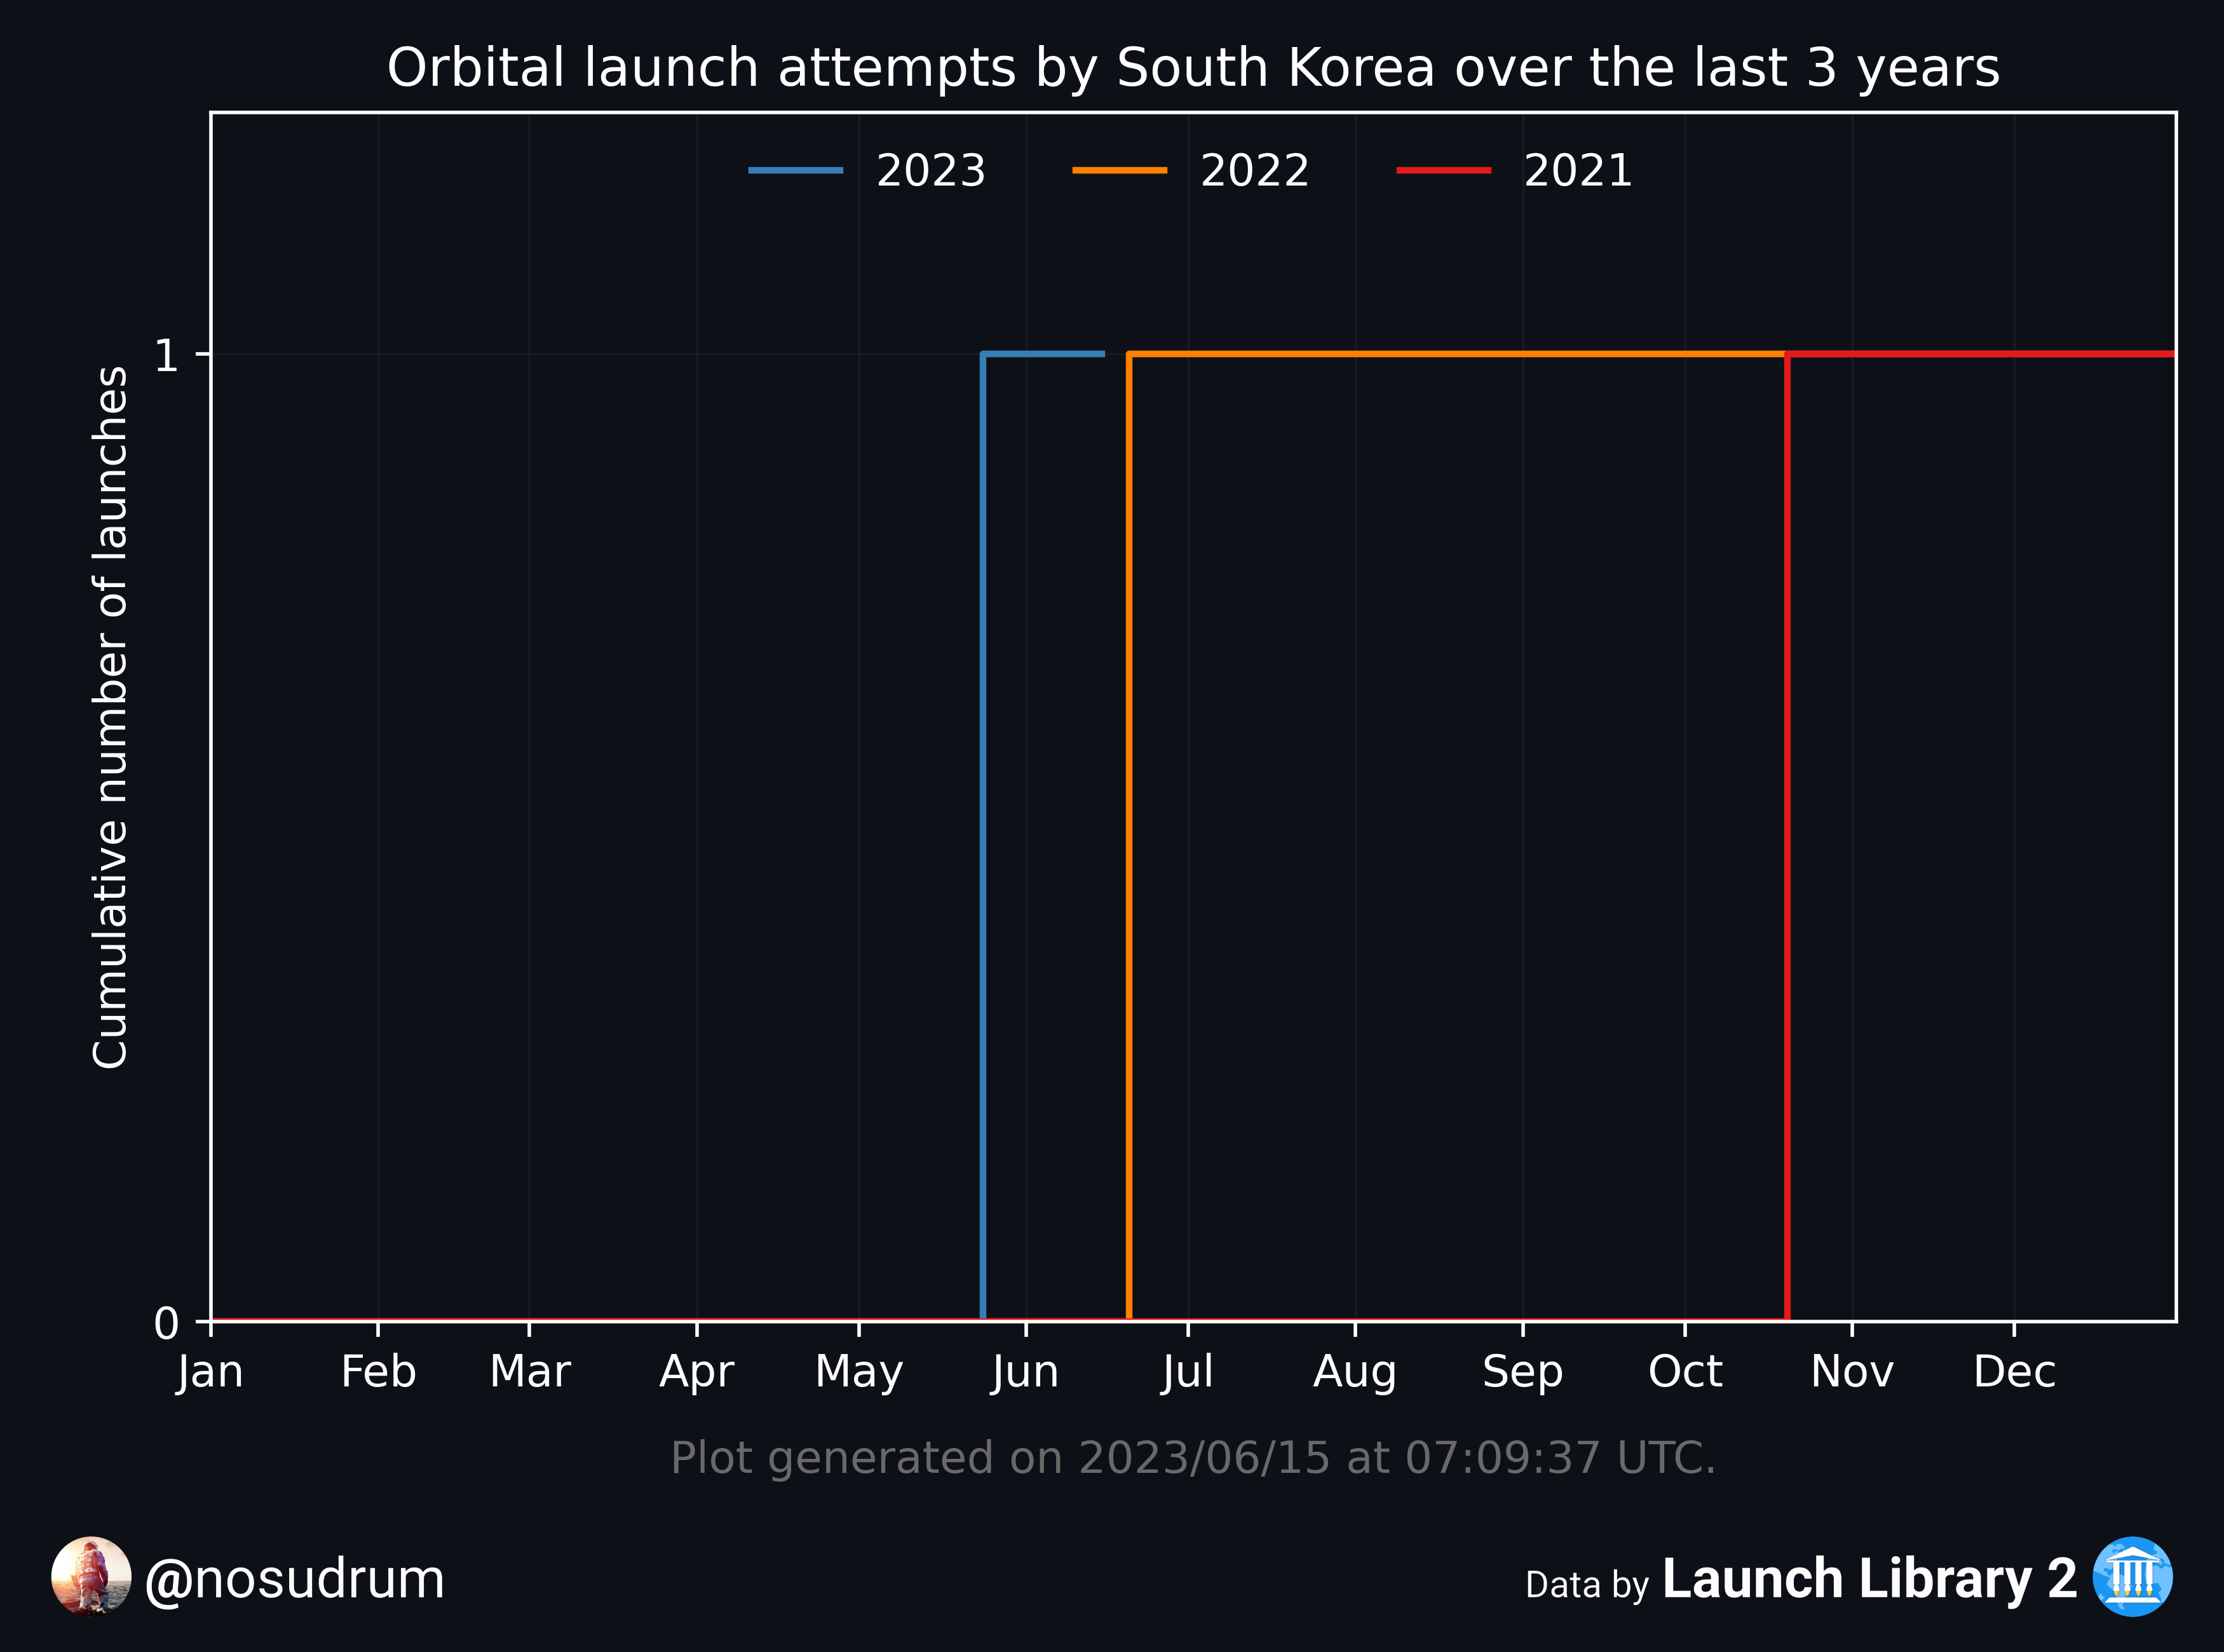 Orbital launch attempts by South Korea over the last 3 years
2023 2022 2021
Cumulative number of launches
1
0
Jan Feb Mar Apr May Jun Jul Aug Sep Oct Nov Dec
Plot generated on 2023/06/15 at 07:09:37 UTC.
@nosudrum
Data by Launch Library 2